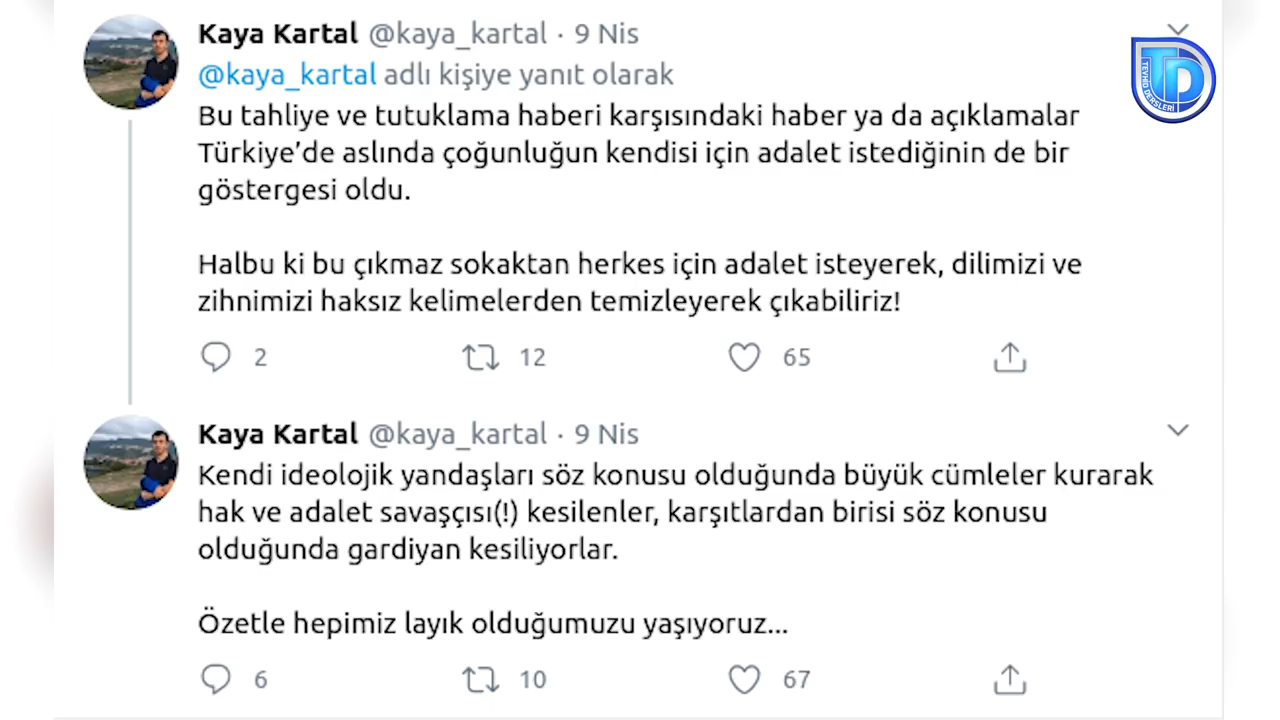 Kaya Kartal @kaya_kartal · 9 Nis
@kaya_kartal adlı kişiye yanıt olarak
Bu tahliye ve tutuklama haberi karşısındaki haber ya da açıklamalar
Türkiye’de aslında çoğunluğun kendisi için adalet istediğinin de bir
göstergesi oldu.
Halbu ki bu çıkmaz sokaktan herkes için adalet isteyerek, dilimizi ve
zihnimizi haksız kelimelerden temizleyerek çıkabiliriz!
2 12 65
Kaya Kartal @kaya_kartal · 9 Nis
Kendi ideolojik yandaşları söz konusu olduğunda büyük cümleler kurarak
hak ve adalet savaşçısı(!) kesilenler, karşıtlardan birisi söz konusu
olduğunda gardiyan kesiliyorlar.
Özetle hepimiz layık olduğumuzu yaşıyoruz...
6 10 67
TD
TEVHİD DERSLERİ